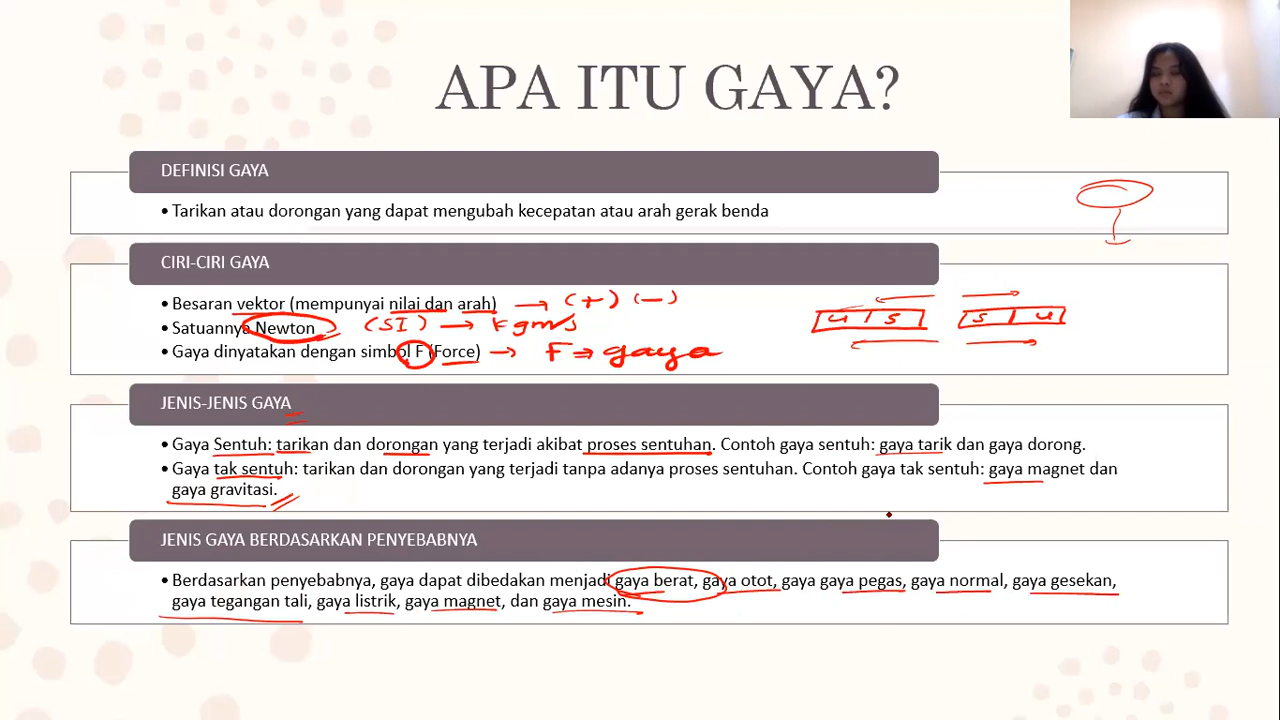 APA ITU GAYA?
DEFINISI GAYA
• Tarikan atau dorongan yang dapat mengubah kecepatan atau arah gerak benda
CIRI-CIRI GAYA
• Besaran vektor (mempunyai nilai dan arah) → (+) (−)
• Satuannya Newton (SI) → kgm/s
• Gaya dinyatakan dengan simbol F (Force) → F ⇒ gaya
U S S U
JENIS-JENIS GAYA
• Gaya Sentuh: tarikan dan dorongan yang terjadi akibat proses sentuhan. Contoh gaya sentuh: gaya tarik dan gaya dorong.
• Gaya tak sentuh: tarikan dan dorongan yang terjadi tanpa adanya proses sentuhan. Contoh gaya tak sentuh: gaya magnet dan
gaya gravitasi.
JENIS GAYA BERDASARKAN PENYEBABNYA
• Berdasarkan penyebabnya, gaya dapat dibedakan menjadi gaya berat, gaya otot, gaya gaya pegas, gaya normal, gaya gesekan,
gaya tegangan tali, gaya listrik, gaya magnet, dan gaya mesin.